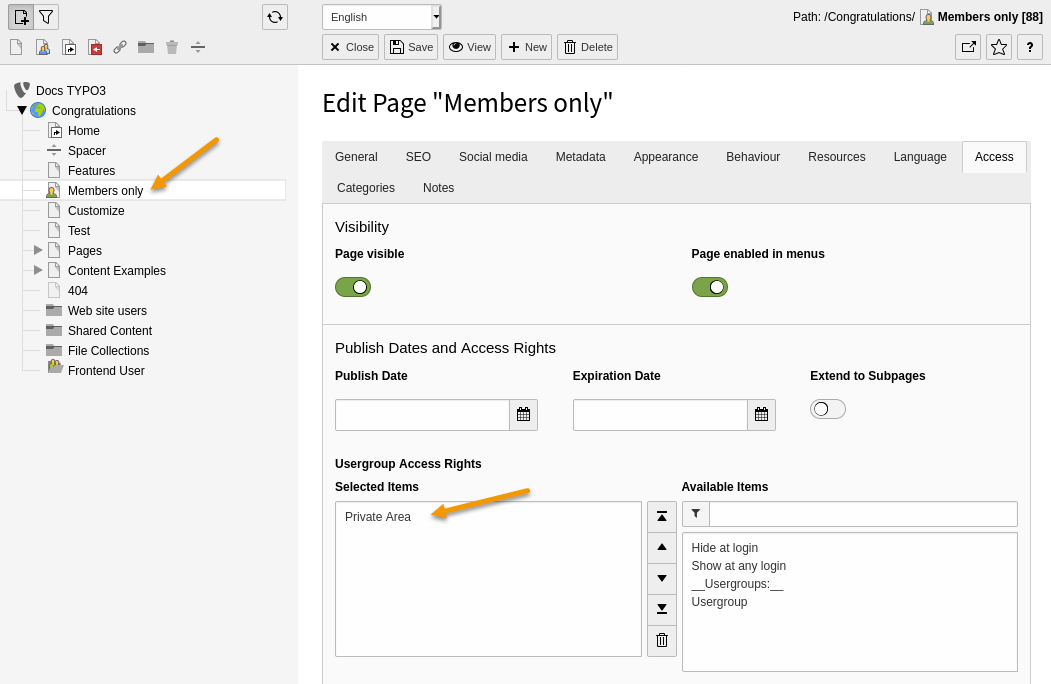 English
Path: /Congratulations/ Members only [88]
Close Save View New Delete
?
Docs TYPO3
Congratulations
Home
Spacer
Features
Members only
Customize
Test
Pages
Content Examples
404
Web site users
Shared Content
File Collections
Frontend User
Edit Page "Members only"
General SEO Social media Metadata Appearance Behaviour Resources Language Access
Categories Notes
Visibility
Page visible Page enabled in menus
Publish Dates and Access Rights
Publish Date Expiration Date Extend to Subpages
Usergroup Access Rights
Selected Items Available Items
Private Area
Hide at login
Show at any login
__Usergroups:__
Usergroup